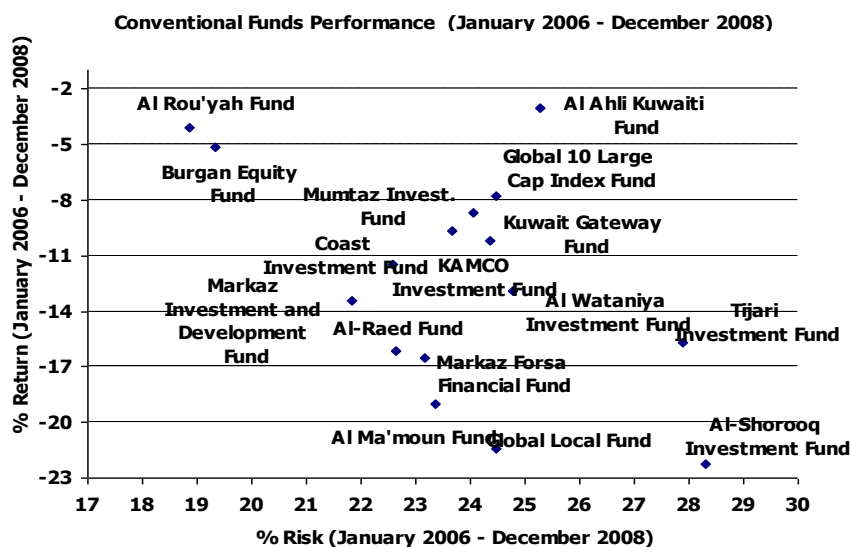 Conventional Funds Performance (January 2006 - December 2008)
% Return (January 2006 - December 2008)
-2
-5
-8
-11
-14
-17
-20
-23
Al Rou'yah Fund
Al Ahli Kuwaiti
Fund
Burgan Equity
Fund
Global 10 Large
Cap Index Fund
Mumtaz Invest.
Fund
Kuwait Gateway
Fund
Coast
Investment Fund
KAMCO
Investment Fund
Markaz
Investment and
Development
Fund
Al Wataniya
Investment Fund
Tijari
Investment Fund
Al-Raed Fund
Markaz Forsa
Financial Fund
Al Ma'moun Fund
Global Local Fund
Al-Shorooq
Investment Fund
17 19 20 22 23 25 26 28 29 30
% Risk (January 2006 - December 2008)